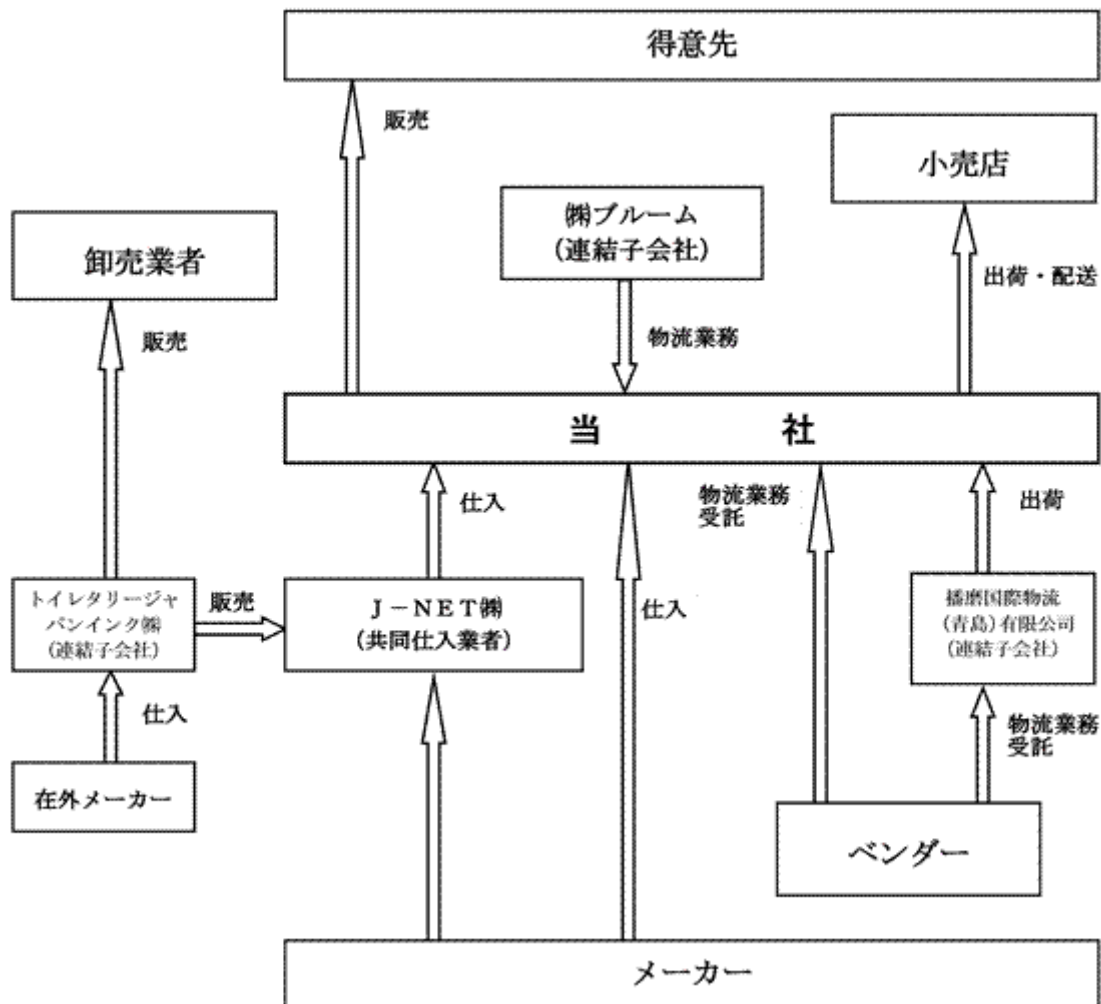 得意先
販売
小売店
㈱ブルーム
（連結子会社）
卸売業者
出荷・配送
販売
物流業務
当　社
仕入
物流業務
受託
出荷
トイレタリージャ
パンインク㈱
（連結子会社）
販売
J－NET㈱
（共同仕入業者）
仕入
播磨国際物流
（青島）有限公司
（連結子会社）
仕入
物流業務
受託
在外メーカー
ベンダー
メーカー